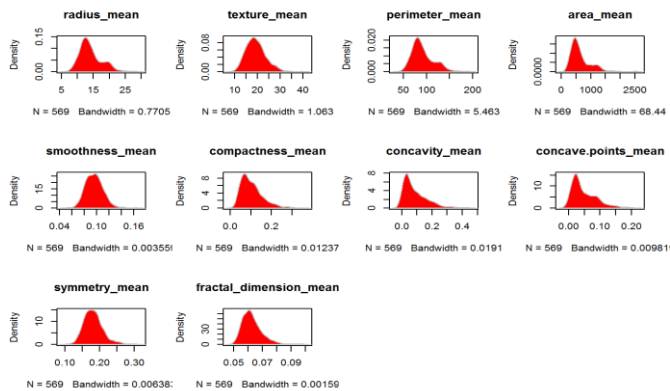 radius_mean texture_mean perimeter_mean area_mean
Density 0.00 0.15 Density 0.00 0.08 Density 0.000 0.020 Density 0.0000
5 15 25 10 20 30 40 50 100 200 0 1000 2500
N = 569 Bandwidth = 0.7705 N = 569 Bandwidth = 1.063 N = 569 Bandwidth = 5.463 N = 569 Bandwidth = 68.44
smoothness_mean compactness_mean concavity_mean concave.points_mean
Density 0 15 Density 0 4 8 Density 0 4 8 Density 0 10
0.04 0.10 0.16 0.0 0.2 0.0 0.2 0.4 0.00 0.10 0.20
N = 569 Bandwidth = 0.00355 N = 569 Bandwidth = 0.01237 N = 569 Bandwidth = 0.0191 N = 569 Bandwidth = 0.00981
symmetry_mean fractal_dimension_mean
Density 0 10 Density 0 30
0.10 0.20 0.30 0.05 0.07 0.09
N = 569 Bandwidth = 0.00638 N = 569 Bandwidth = 0.00159